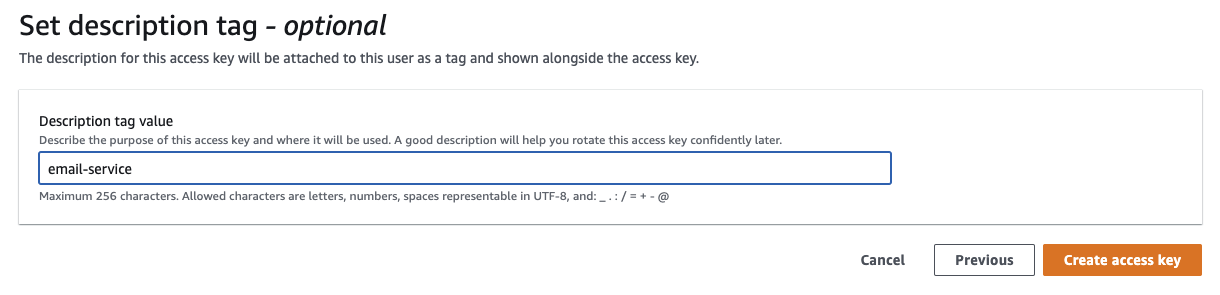 Set description tag - optional
The description for this access key will be attached to this user as a tag and shown alongside the access key.
Description tag value
Describe the purpose of this access key and where it will be used. A good description will help you rotate this access key confidently later.
email-service
Maximum 256 characters. Allowed characters are letters, numbers, spaces representable in UTF-8, and: _ . : / = + - @
Cancel Previous Create access key